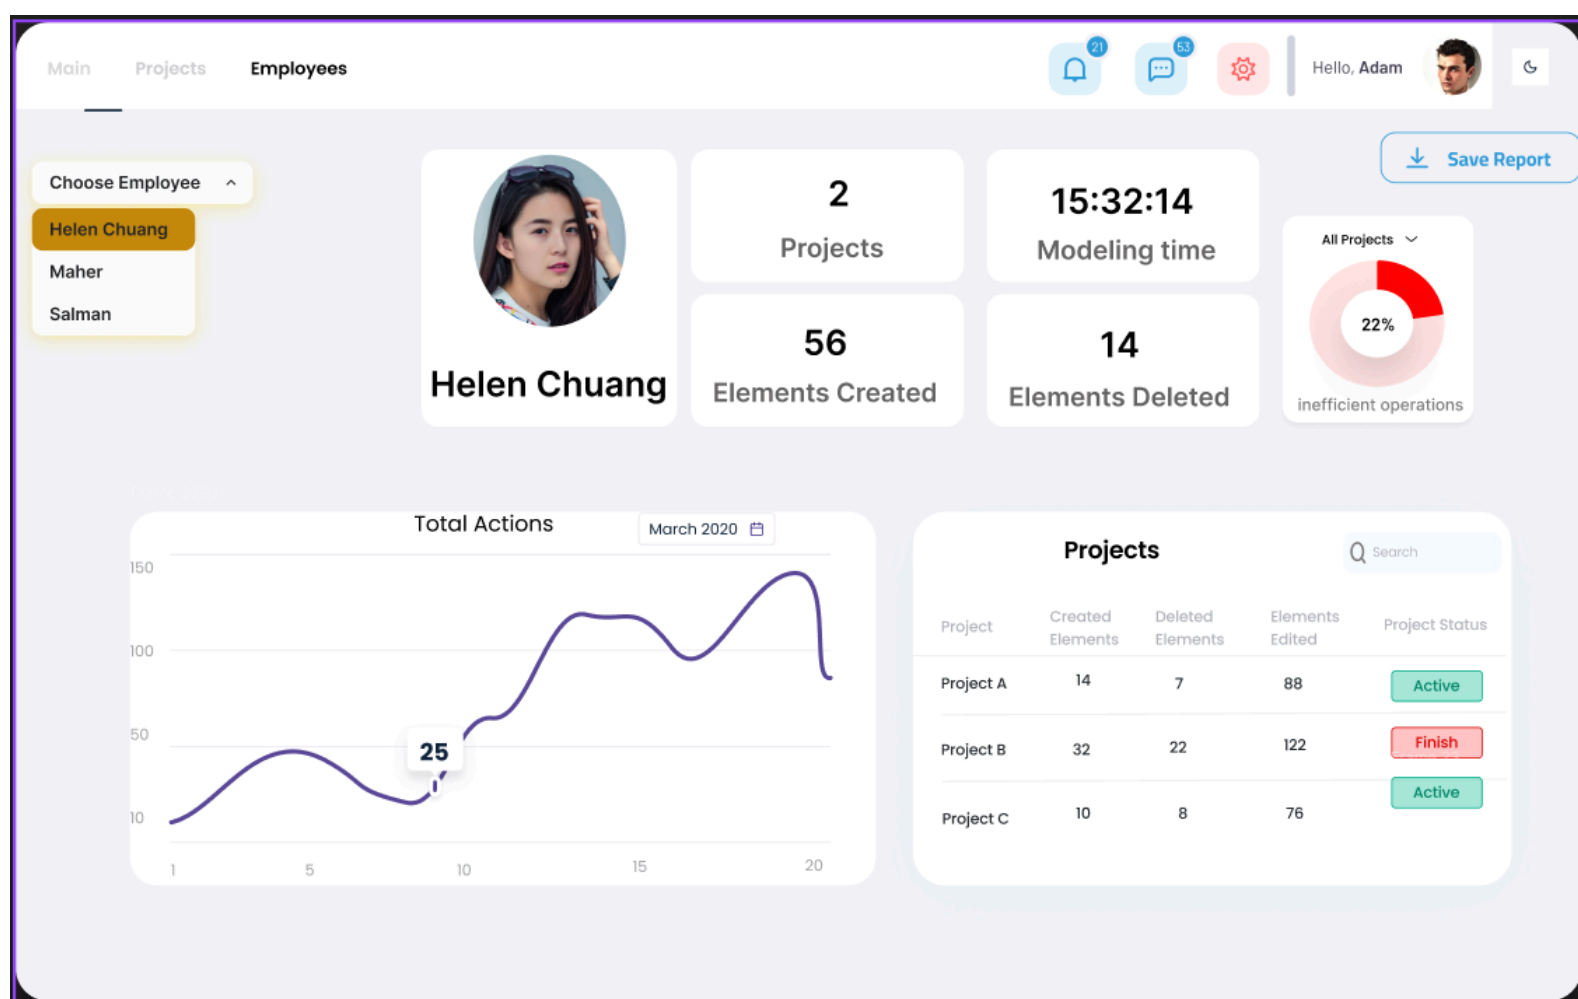 Main
Projects
Employees
21
53
Hello, Adam
Save Report
Choose Employee
Helen Chuang
Maher
Salman
Helen Chuang
2
Projects
15:32:14
Modeling time
56
Elements Created
14
Elements Deleted
All Projects
22%
inefficient operations
Total Actions
March 2020
150
100
50
10
25
1
5
10
15
20
Projects
Search
Project
Created
Elements
Deleted
Elements
Elements
Edited
Project Status
Project A
14
7
88
Active
Project B
32
22
122
Finish
Project C
10
8
76
Active